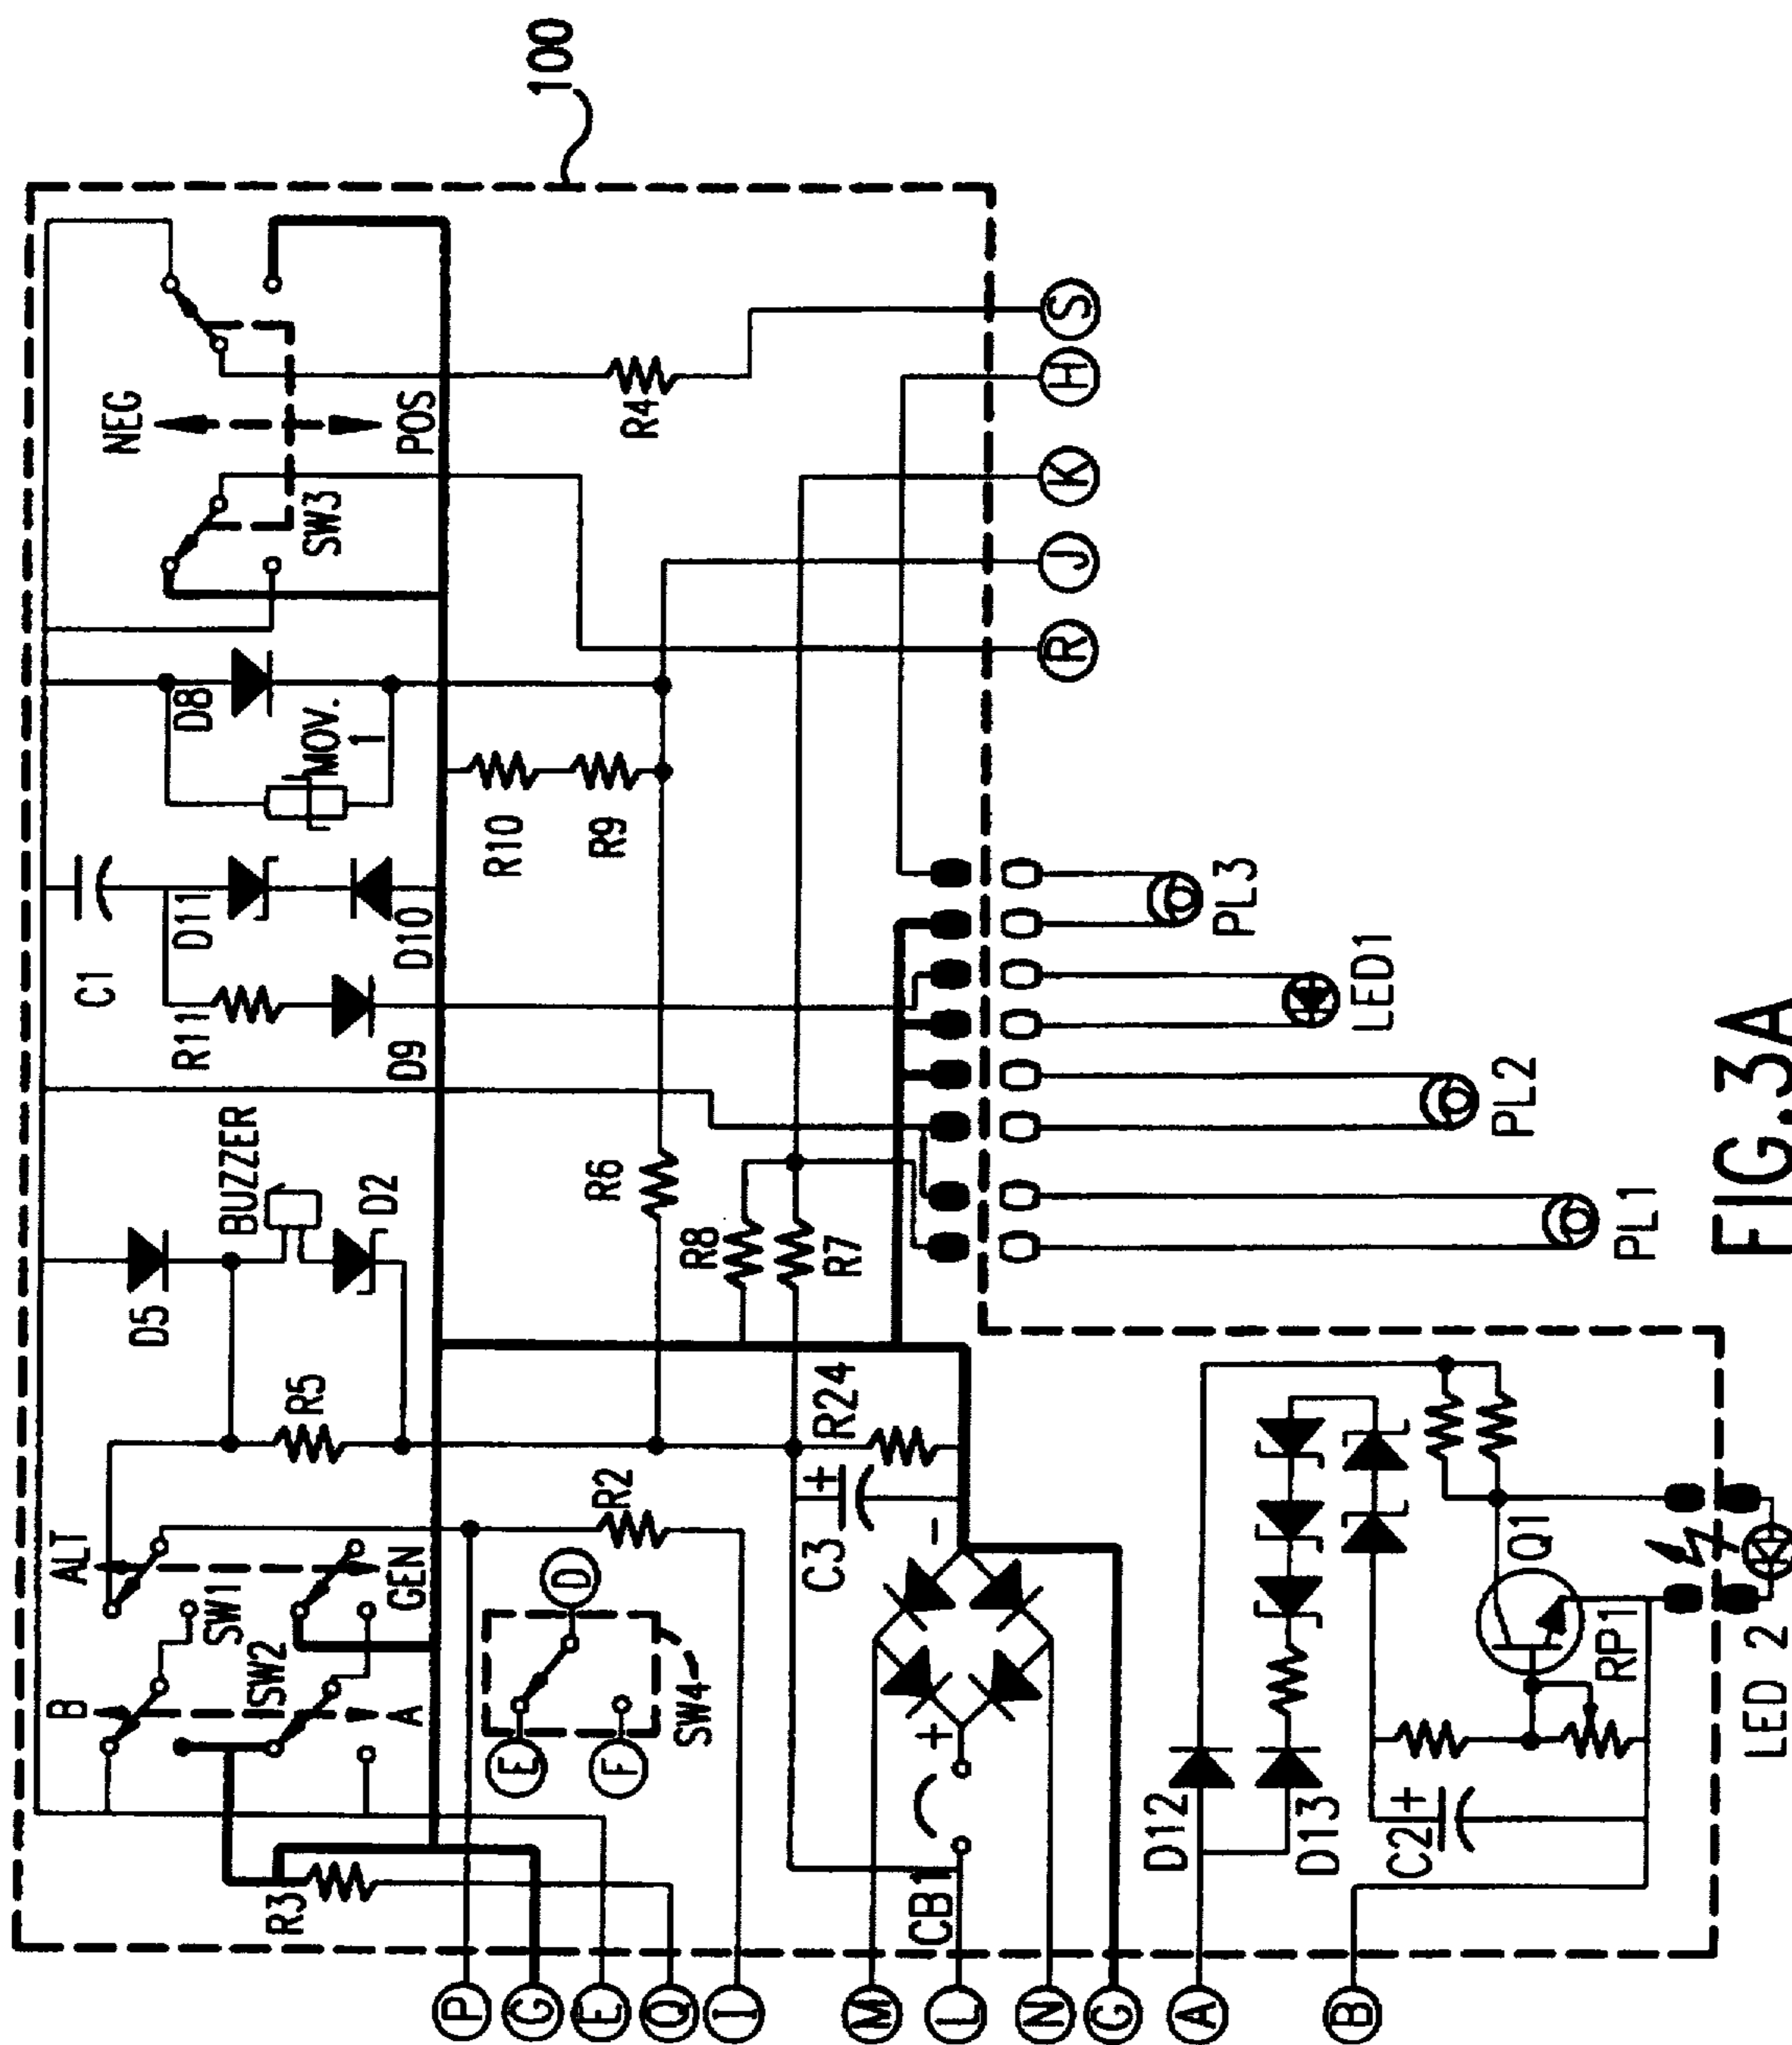 100
NEG
POS
SW3
R4
D8
MOV.
1
R10
R9
C1
D11
D10
R11
D9
BUZZER
D2
D5
R5
R6
R8
R7
R24
ALT
SW1
GEN
B
SW2
A
R2
C3
+
-
D
E
F
SW4
R3
+
CB1
S
H
K
J
R
PL3
LED1
PL2
PL1
P
G
E
Q
I
M
L
N
G
A
B
D12
D13
C2
+
Q1
RP1
LED 2
FIG.3A